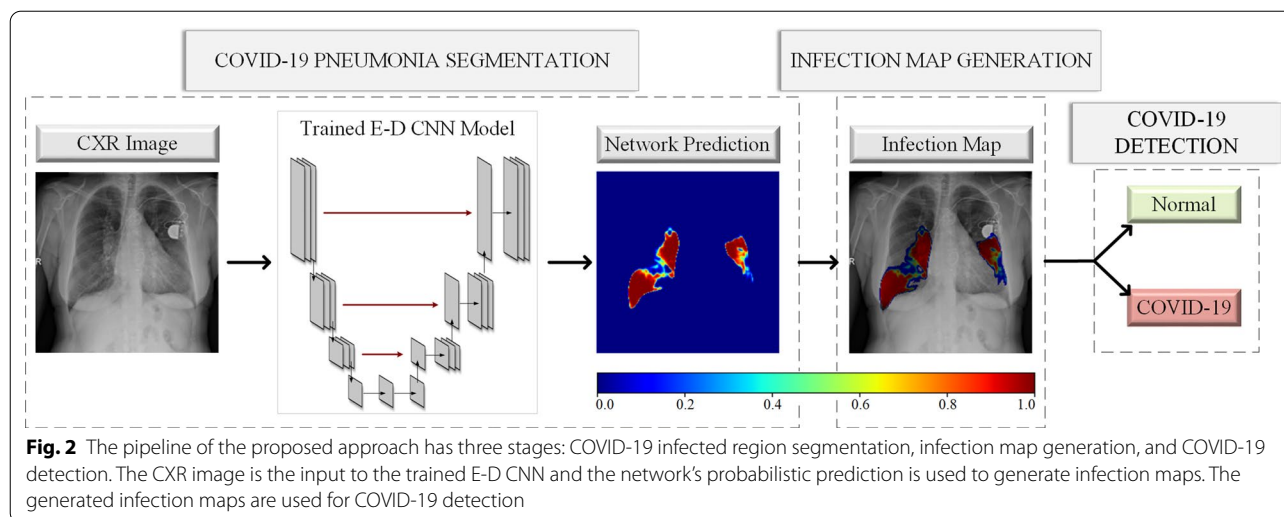 COVID-19 PNEUMONIA SEGMENTATION
INFECTION MAP GENERATION
COVID-19
DETECTION
CXR Image
Trained E-D CNN Model
Network Prediction
Infection Map
Normal
COVID-19
R
R
0.0 0.2 0.4 0.6 0.8 1.0
Fig. 2 The pipeline of the proposed approach has three stages: COVID-19 infected region segmentation, infection map generation, and COVID-19
detection. The CXR image is the input to the trained E-D CNN and the network’s probabilistic prediction is used to generate infection maps. The
generated infection maps are used for COVID-19 detection